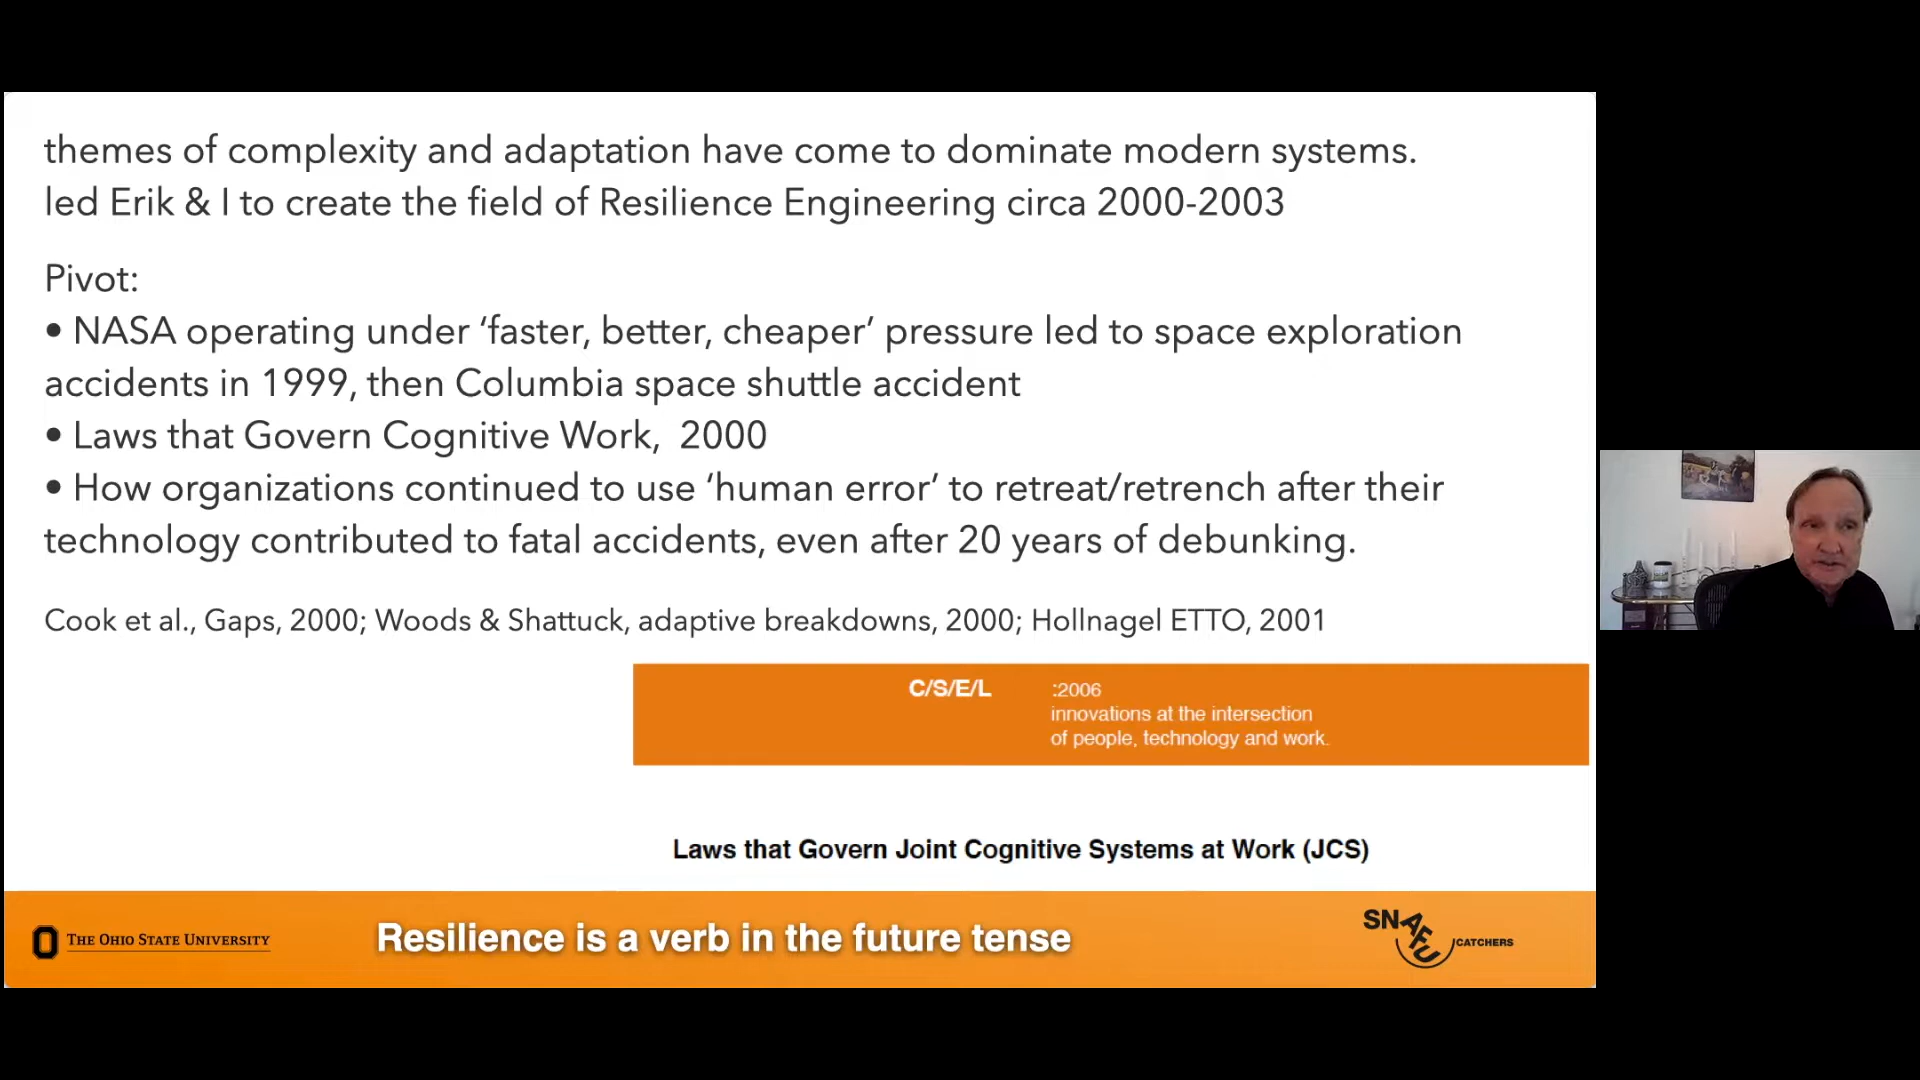 themes of complexity and adaptation have come to dominate modern systems.
led Erik & I to create the field of Resilience Engineering circa 2000-2003
Pivot:
• NASA operating under ‘faster, better, cheaper’ pressure led to space exploration
accidents in 1999, then Columbia space shuttle accident
• Laws that Govern Cognitive Work, 2000
• How organizations continued to use ‘human error’ to retreat/retrench after their
technology contributed to fatal accidents, even after 20 years of debunking.
Cook et al., Gaps, 2000; Woods & Shattuck, adaptive breakdowns, 2000; Hollnagel ETTO, 2001
C/S/E/L :2006
innovations at the intersection
of people, technology and work.
Laws that Govern Joint Cognitive Systems at Work (JCS)
THE OHIO STATE UNIVERSITY
Resilience is a verb in the future tense
SNAFU CATCHERS